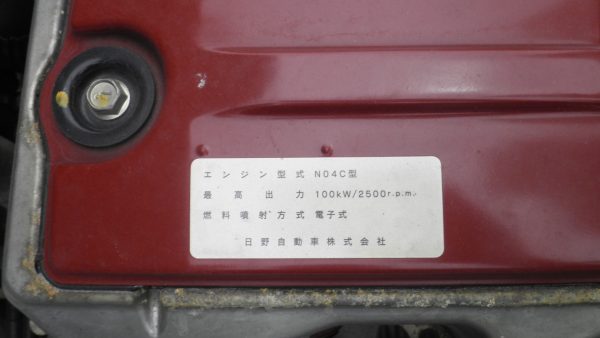 エンジン型式 N04C型
最高出力 100kW/2500r.p.m.
燃料噴射方式 電子式
日野自動車株式会社